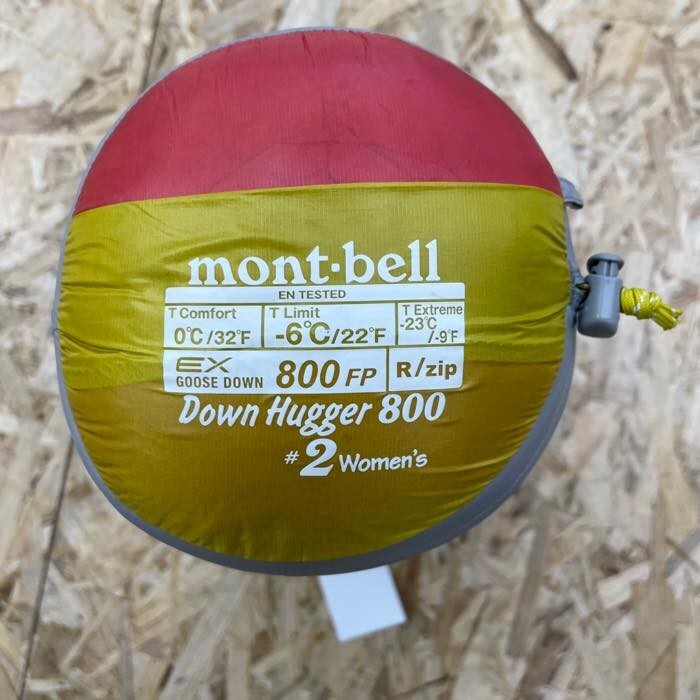 mont·bell
EN TESTED
T Comfort T Limit T Extreme
0℃/32°F -6℃/22°F -23℃/-9°F
EX GOOSE DOWN 800 FP R/zip
Down Hugger 800
#2 Women's